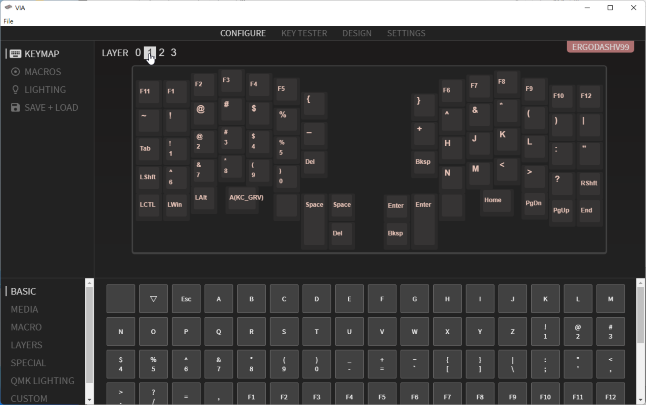 VIA
File
CONFIGURE KEY TESTER DESIGN SETTINGS
KEYMAP
MACROS
LIGHTING
SAVE + LOAD
LAYER 0 1 2 3
ERGODASHV99
F11 F1 F2 F3 F4 F5 F6 F7 F8 F9 F10 F12
~ ! @ # $ % { } ^ & * ( ) |
Tab ! 1 @ 2 # 3 $ 4 % 5 _ + H J K L : "
LShft ^ 6 & 7 * 8 ( 9 ) 0 Del Bksp N M < > ? RShft
LCTL LWin LAlt A(KC_GRV) Space Space Enter Enter Home PgDn PgUp End
Del Bksp
BASIC
MEDIA
MACRO
LAYERS
SPECIAL
QMK LIGHTING
CUSTOM
▽ Esc A B C D E F G H I J K L M
N O P Q R S T U V W X Y Z ! 1 @ 2 # 3
$ 4 % 5 ^ 6 & 7 * 8 ( 9 ) 0 _ - + = ~ ` { [ } ] | \ : ; " ' < ,
> . ? / = , F1 F2 F3 F4 F5 F6 F7 F8 F9 F10 F11 F12